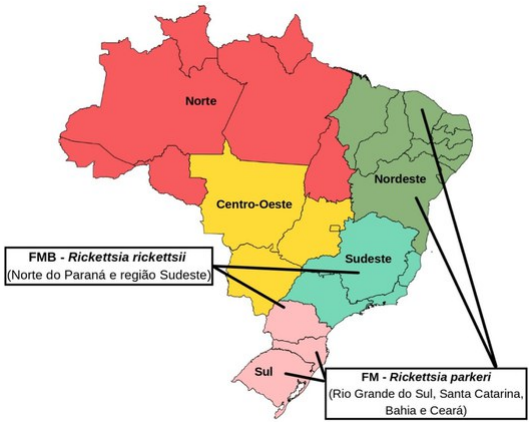 Norte
Nordeste
Centro-Oeste
FMB - Rickettsia rickettsii
(Norte do Paraná e região Sudeste)
Sudeste
Sul
FM - Rickettsia parkeri
(Rio Grande do Sul, Santa Catarina,
Bahia e Ceará)